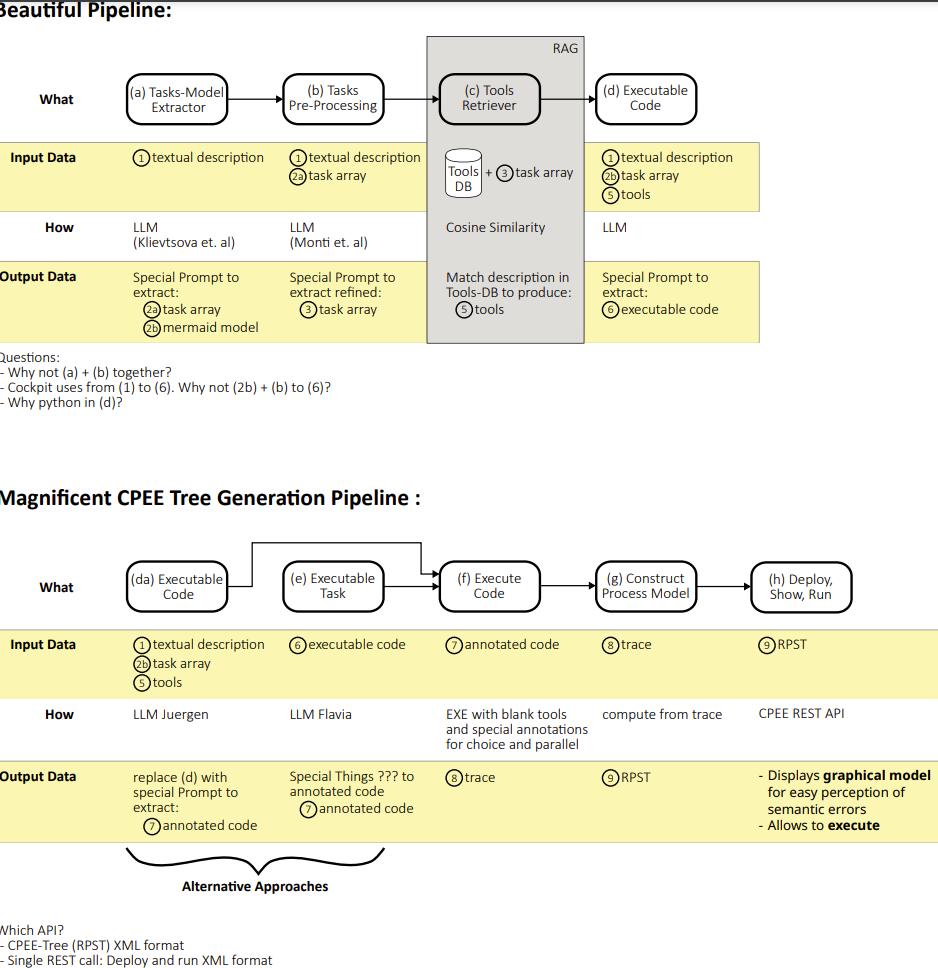 Beautiful Pipeline:
RAG
What
(a) Tasks-Model
Extractor
(b) Tasks
Pre-Processing
(c) Tools
Retriever
(d) Executable
Code
Input Data
1 textual description
1 textual description
2a task array
Tools
DB
+ 3 task array
1 textual description
2b task array
5 tools
How
LLM
(Klievtsova et. al)
LLM
(Monti et. al)
Cosine Similarity
LLM
Output Data
Special Prompt to
extract:
2a task array
2b mermaid model
Special Prompt to
extract refined:
3 task array
Match description in
Tools-DB to produce:
5 tools
Special Prompt to
extract:
6 executable code
Questions:
- Why not (a) + (b) together?
- Cockpit uses from (1) to (6). Why not (2b) + (b) to (6)?
- Why python in (d)?
Magnificent CPEE Tree Generation Pipeline :
What
(da) Executable
Code
(e) Executable
Task
(f) Execute
Code
(g) Construct
Process Model
(h) Deploy,
Show, Run
Input Data
1 textual description
2b task array
5 tools
6 executable code
7 annotated code
8 trace
9 RPST
How
LLM Juergen
LLM Flavia
EXE with blank tools
and special annotations
for choice and parallel
compute from trace
CPEE REST API
Output Data
replace (d) with
special Prompt to
extract:
7 annotated code
Special Things ??? to
annotated code
7 annotated code
8 trace
9 RPST
- Displays graphical model
for easy perception of
semantic errors
- Allows to execute
Alternative Approaches
Which API?
- CPEE-Tree (RPST) XML format
- Single REST call: Deploy and run XML format